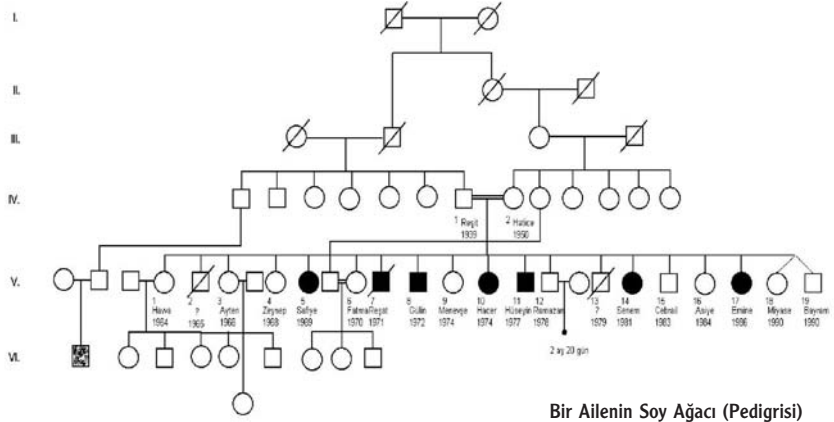 I.
II.
III.
IV.
1 Reşit 1939
2 Hatice 1950
V.
1 Hawa 1964
2 ? 1965
3 Ayten 1966
4 Zeynep 1968
5 Safiye 1969
6 Fatma 1970
7 Reşat 1971
8 Gülin 1972
9 Menevşe 1974
10 Hacer 1974
11 Hüseyin 1977
12 Ramazan 1978
13 ? 1979
14 Senem 1981
15 Cebrail 1983
16 Asiye 1984
17 Emine 1986
18 Miyase 1990
19 Bayram 1990
2 ay 20 gün
VI.
Bir Ailenin Soy Ağacı (Pedigrisi)